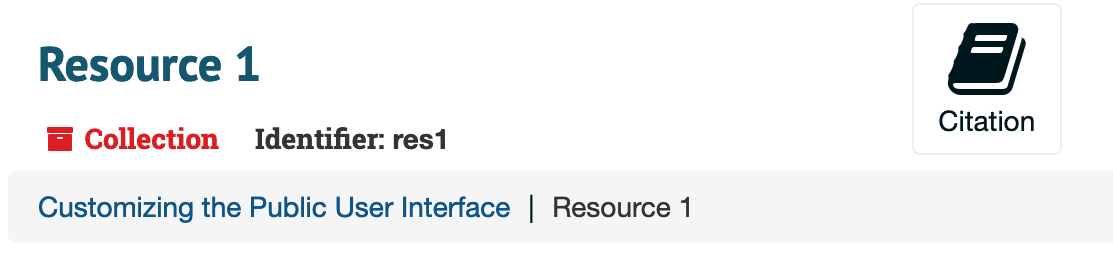 Resource 1
Citation
Collection Identifier: res1
Customizing the Public User Interface | Resource 1